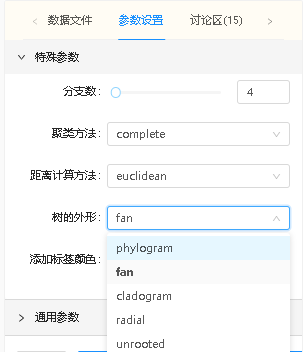 数据文件 参数设置 讨论区(15)
特殊参数
分支数: 4
聚类方法: complete
距离计算方法: euclidean
树的外形: fan
phylogram
添加标签颜色:
fan
cladogram
通用参数
radial
unrooted